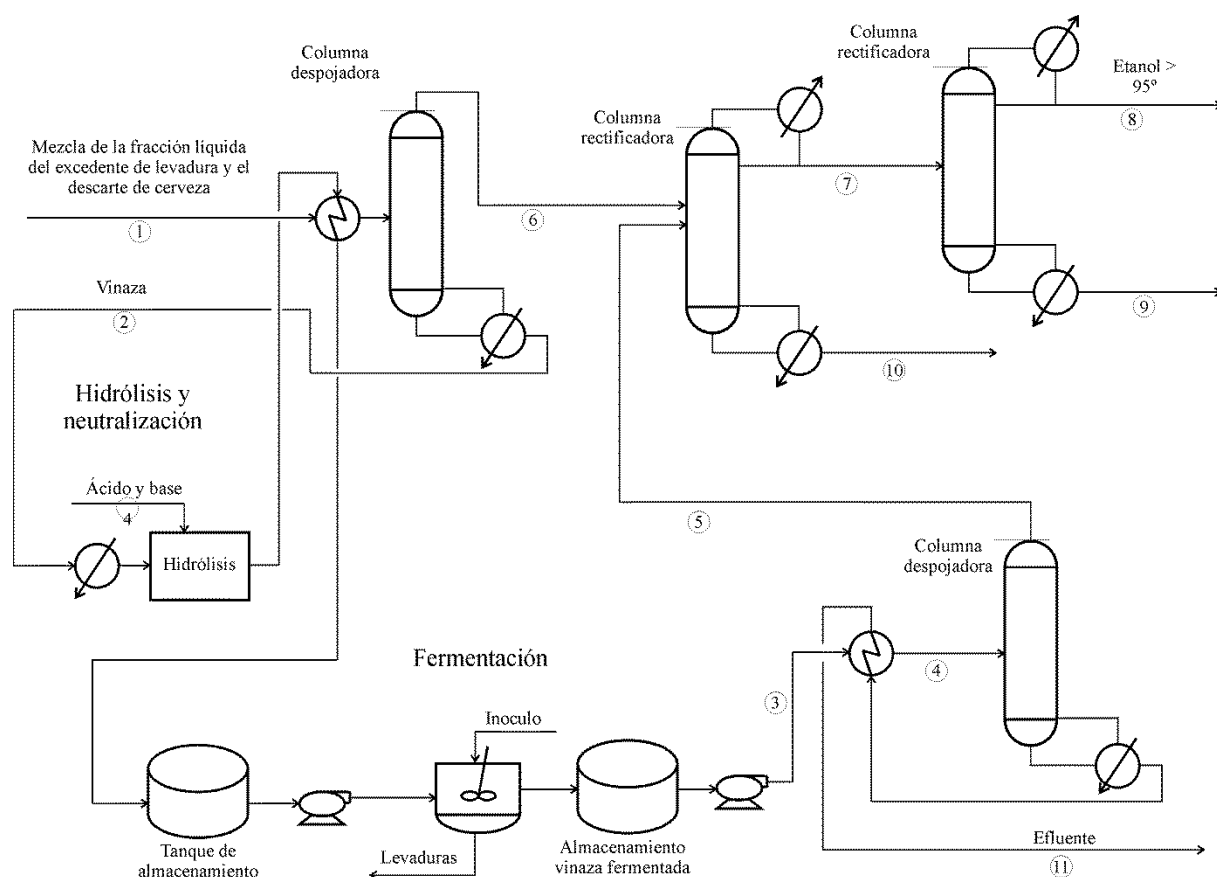 Columna
despojadora
Columna
rectificadora
Etanol >
95º
8
Columna
rectificadora
Mezcla de la fracción líquida
del excedente de levadura y el
descarte de cerveza
1
6
7
Vinaza
2
9
10
Hidrólisis y
neutralización
Ácido y base
4
Hidrólisis
5
Columna
despojadora
Fermentación
3
4
Inoculo
Levaduras
Tanque de
almacenamiento
Almacenamiento
vinaza fermentada
Efluente
11